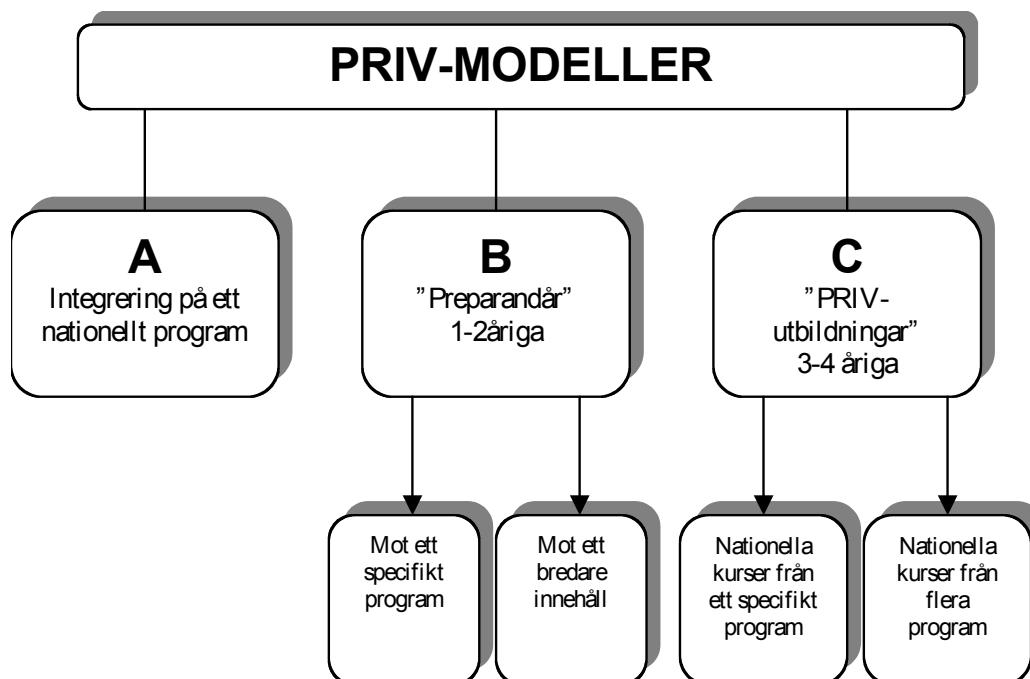 PRIV-MODELLER
A
Integrering på ett
nationellt program
B
”Preparandår”
1-2åriga
C
”PRIV-
utbildningar”
3-4 åriga
Mot ett
specifikt
program
Mot ett
bredare
innehåll
Nationella
kurser från
ett specifikt
program
Nationella
kurser från
flera
program